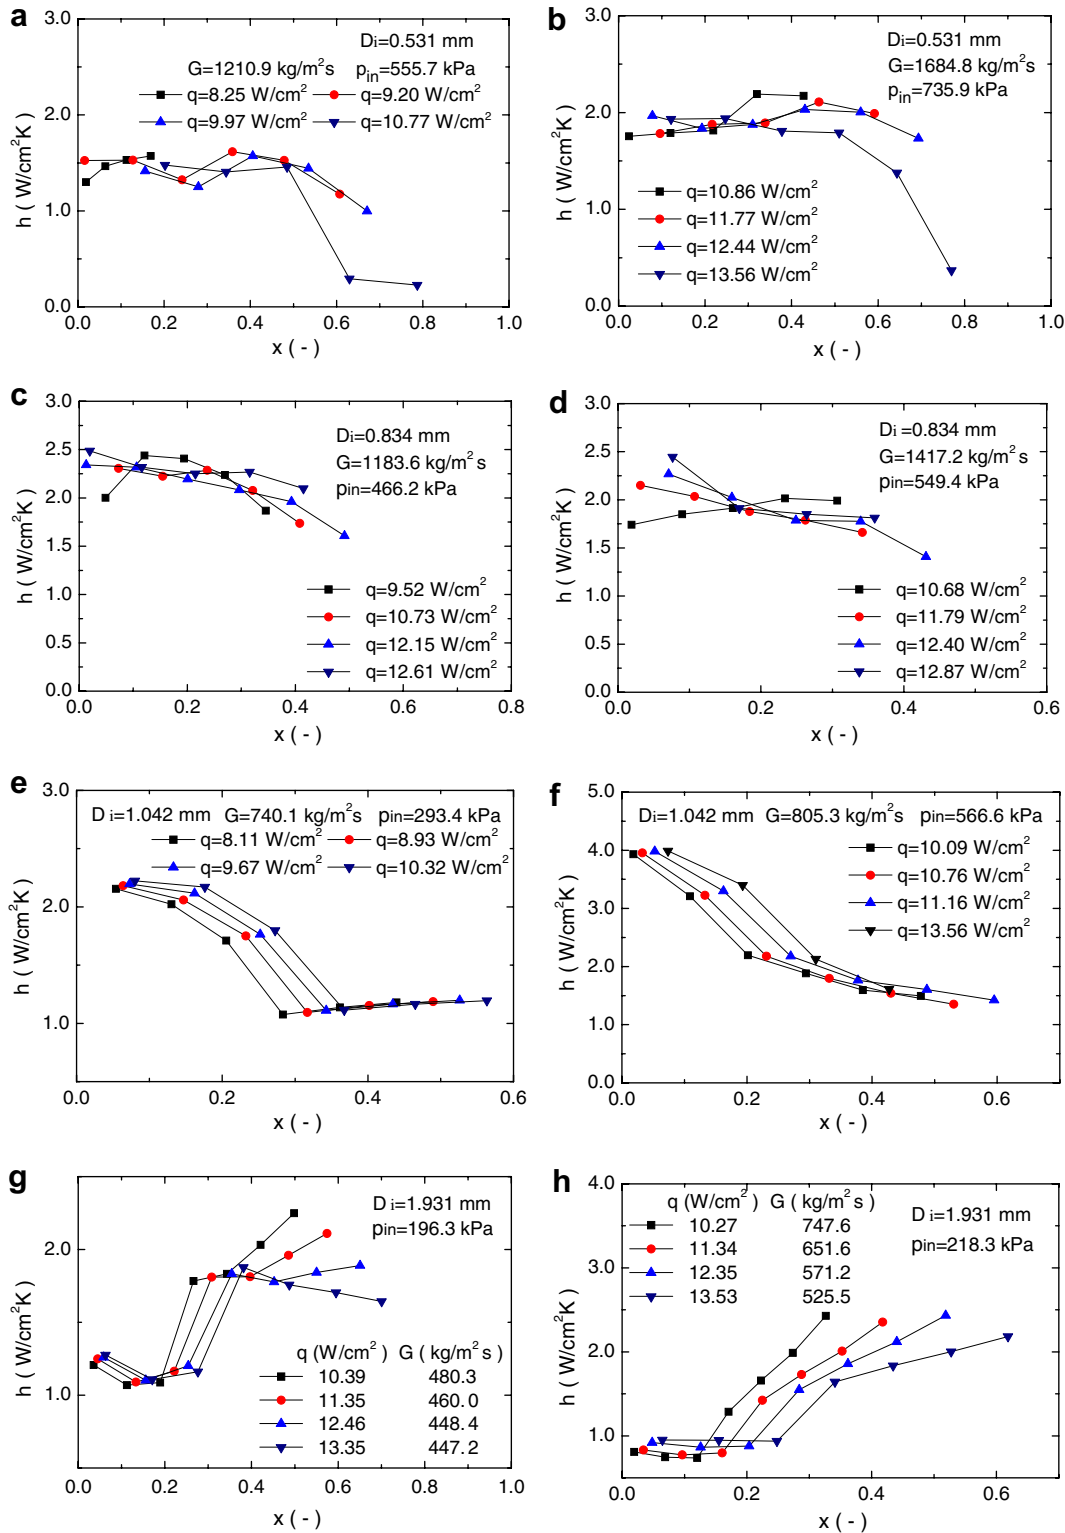 a
3.0
Di=0.531 mm
G=1210.9 kg/m²s pin=555.7 kPa
q=8.25 W/cm² q=9.20 W/cm²
q=9.97 W/cm² q=10.77 W/cm²
2.0
1.0
0.0
0.0 0.2 0.4 0.6 0.8 1.0
h ( W/cm²K )
x ( - )
b
3.0
Di=0.531 mm
G=1684.8 kg/m²s
pin=735.9 kPa
2.0
q=10.86 W/cm²
q=11.77 W/cm²
q=12.44 W/cm²
q=13.56 W/cm²
1.0
0.0
0.0 0.2 0.4 0.6 0.8 1.0
h ( W/cm²K )
x ( - )
c
3.0
Di=0.834 mm
G=1183.6 kg/m²s
pin=466.2 kPa
2.5
2.0
1.5
q=9.52 W/cm²
q=10.73 W/cm²
q=12.15 W/cm²
q=12.61 W/cm²
1.0
0.5
0.0
0.0 0.2 0.4 0.6 0.8
h ( W/cm²K )
x ( - )
d
3.0
Di =0.834 mm
G=1417.2 kg/m²s
pin=549.4 kPa
2.5
2.0
1.5
q=10.68 W/cm²
q=11.79 W/cm²
q=12.40 W/cm²
q=12.87 W/cm²
1.0
0.5
0.0
0.0 0.2 0.4 0.6
h ( W/cm²K )
x ( - )
e
3.0
D i=1.042 mm G=740.1 kg/m²s pin=293.4 kPa
q=8.11 W/cm² q=8.93 W/cm²
q=9.67 W/cm² q=10.32 W/cm²
2.0
1.0
0.0 0.2 0.4 0.6
h ( W/cm²K )
x ( - )
f
5.0
Di=1.042 mm G=805.3 kg/m²s pin=566.6 kPa
q=10.09 W/cm²
q=10.76 W/cm²
q=11.16 W/cm²
q=13.56 W/cm²
4.0
3.0
2.0
1.0
0.0
0.0 0.2 0.4 0.6
h ( W/cm²K )
x ( - )
g
D i=1.931 mm
pin=196.3 kPa
2.0
q (W/cm²) G ( kg/m²s )
10.39 480.3
11.35 460.0
12.46 448.4
13.35 447.2
1.0
0.0 0.2 0.4 0.6 0.8 1.0
h ( W/cm²K )
x ( - )
h
4.0
q (W/cm²) G ( kg/m²s )
10.27 747.6
11.34 651.6
12.35 571.2
13.53 525.5
D i=1.931 mm
pin=218.3 kPa
3.0
2.0
1.0
0.0
0.0 0.2 0.4 0.6
h ( W/cm²K )
x ( - )